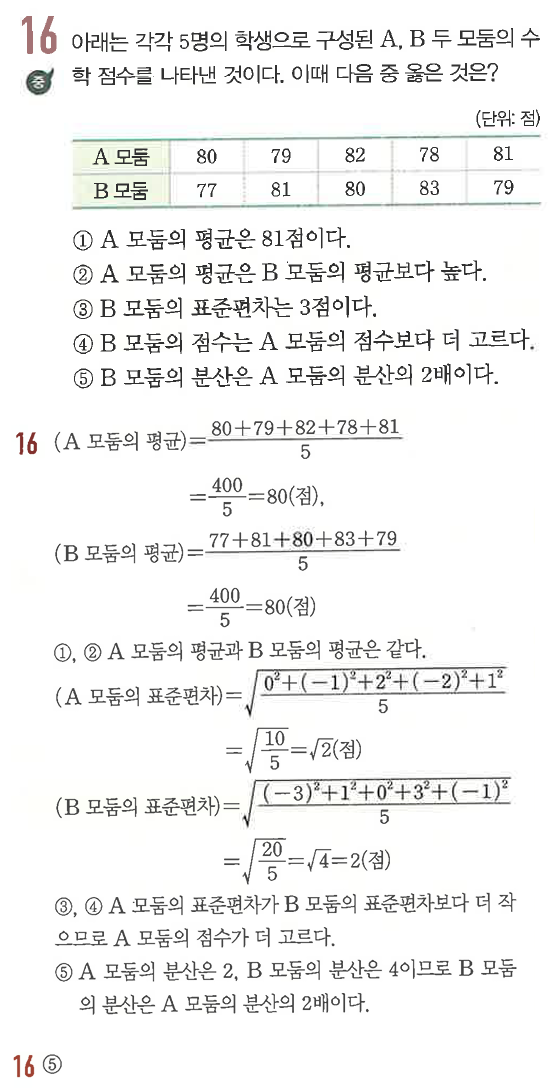 16 아래는 각각 5명의 학생으로 구성된 A, B 두 모둠의 수
중 학 점수를 나타낸 것이다. 이때 다음 중 옳은 것은?
(단위: 점)
A 모둠 80 79 82 78 81
B 모둠 77 81 80 83 79
① A 모둠의 평균은 81점이다.
② A 모둠의 평균은 B 모둠의 평균보다 높다.
③ B 모둠의 표준편차는 3점이다.
④ B 모둠의 점수는 A 모둠의 점수보다 더 고르다.
⑤ B 모둠의 분산은 A 모둠의 분산의 2배이다.
16 (A 모둠의 평균)=(80+79+82+78+81)/5
=400/5=80(점),
(B 모둠의 평균)=(77+81+80+83+79)/5
=400/5=80(점)
①, ② A 모둠의 평균과 B 모둠의 평균은 같다.
(A 모둠의 표준편차)=√((0²+(-1)²+2²+(-2)²+1²)/5)
=√(10/5)=√2(점)
(B 모둠의 표준편차)=√(((-3)²+1²+0²+3²+(-1)²)/5)
=√(20/5)=√4=2(점)
③, ④ A 모둠의 표준편차가 B 모둠의 표준편차보다 더 작
으므로 A 모둠의 점수가 더 고르다.
⑤ A 모둠의 분산은 2, B 모둠의 분산은 4이므로 B 모둠
의 분산은 A 모둠의 분산의 2배이다.
16 ⑤